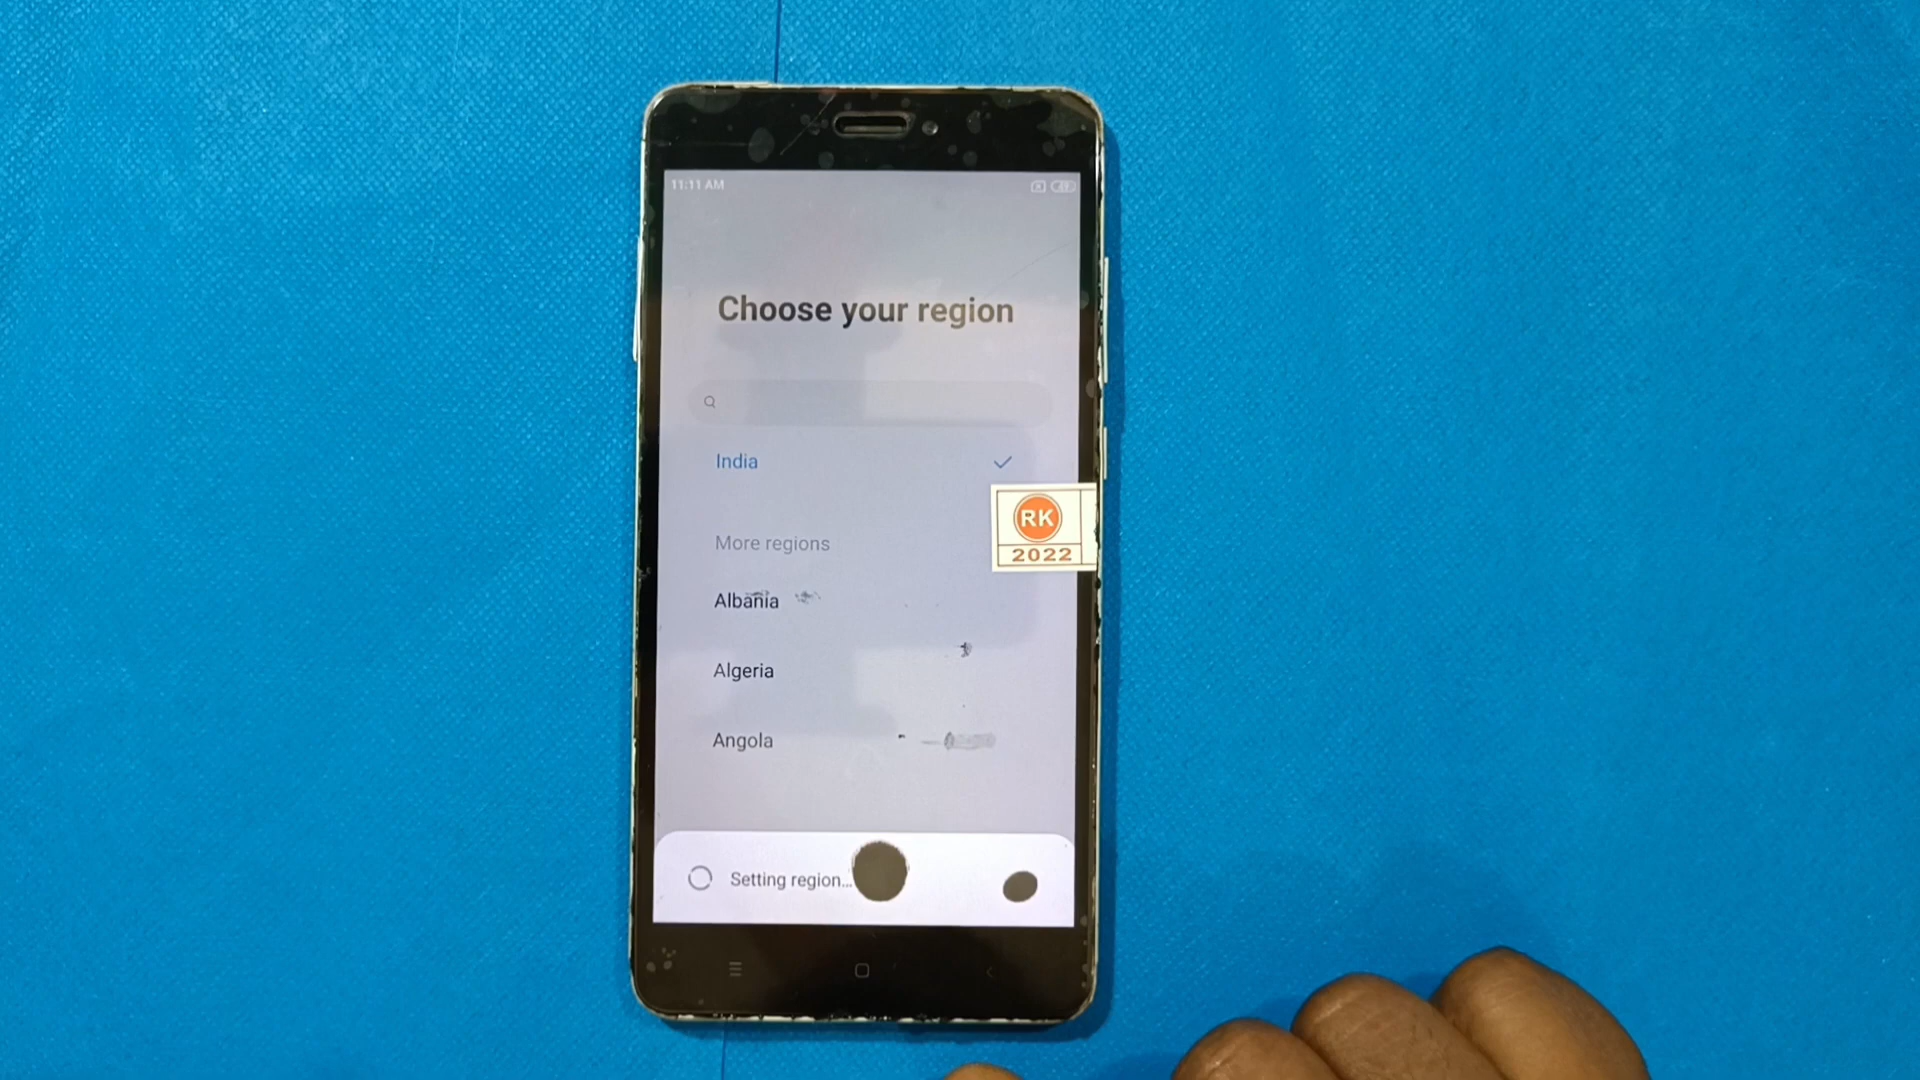 11:11 AM
Choose your region
India
RK
2022
More regions
Albania
Algeria
Angola
Setting region...